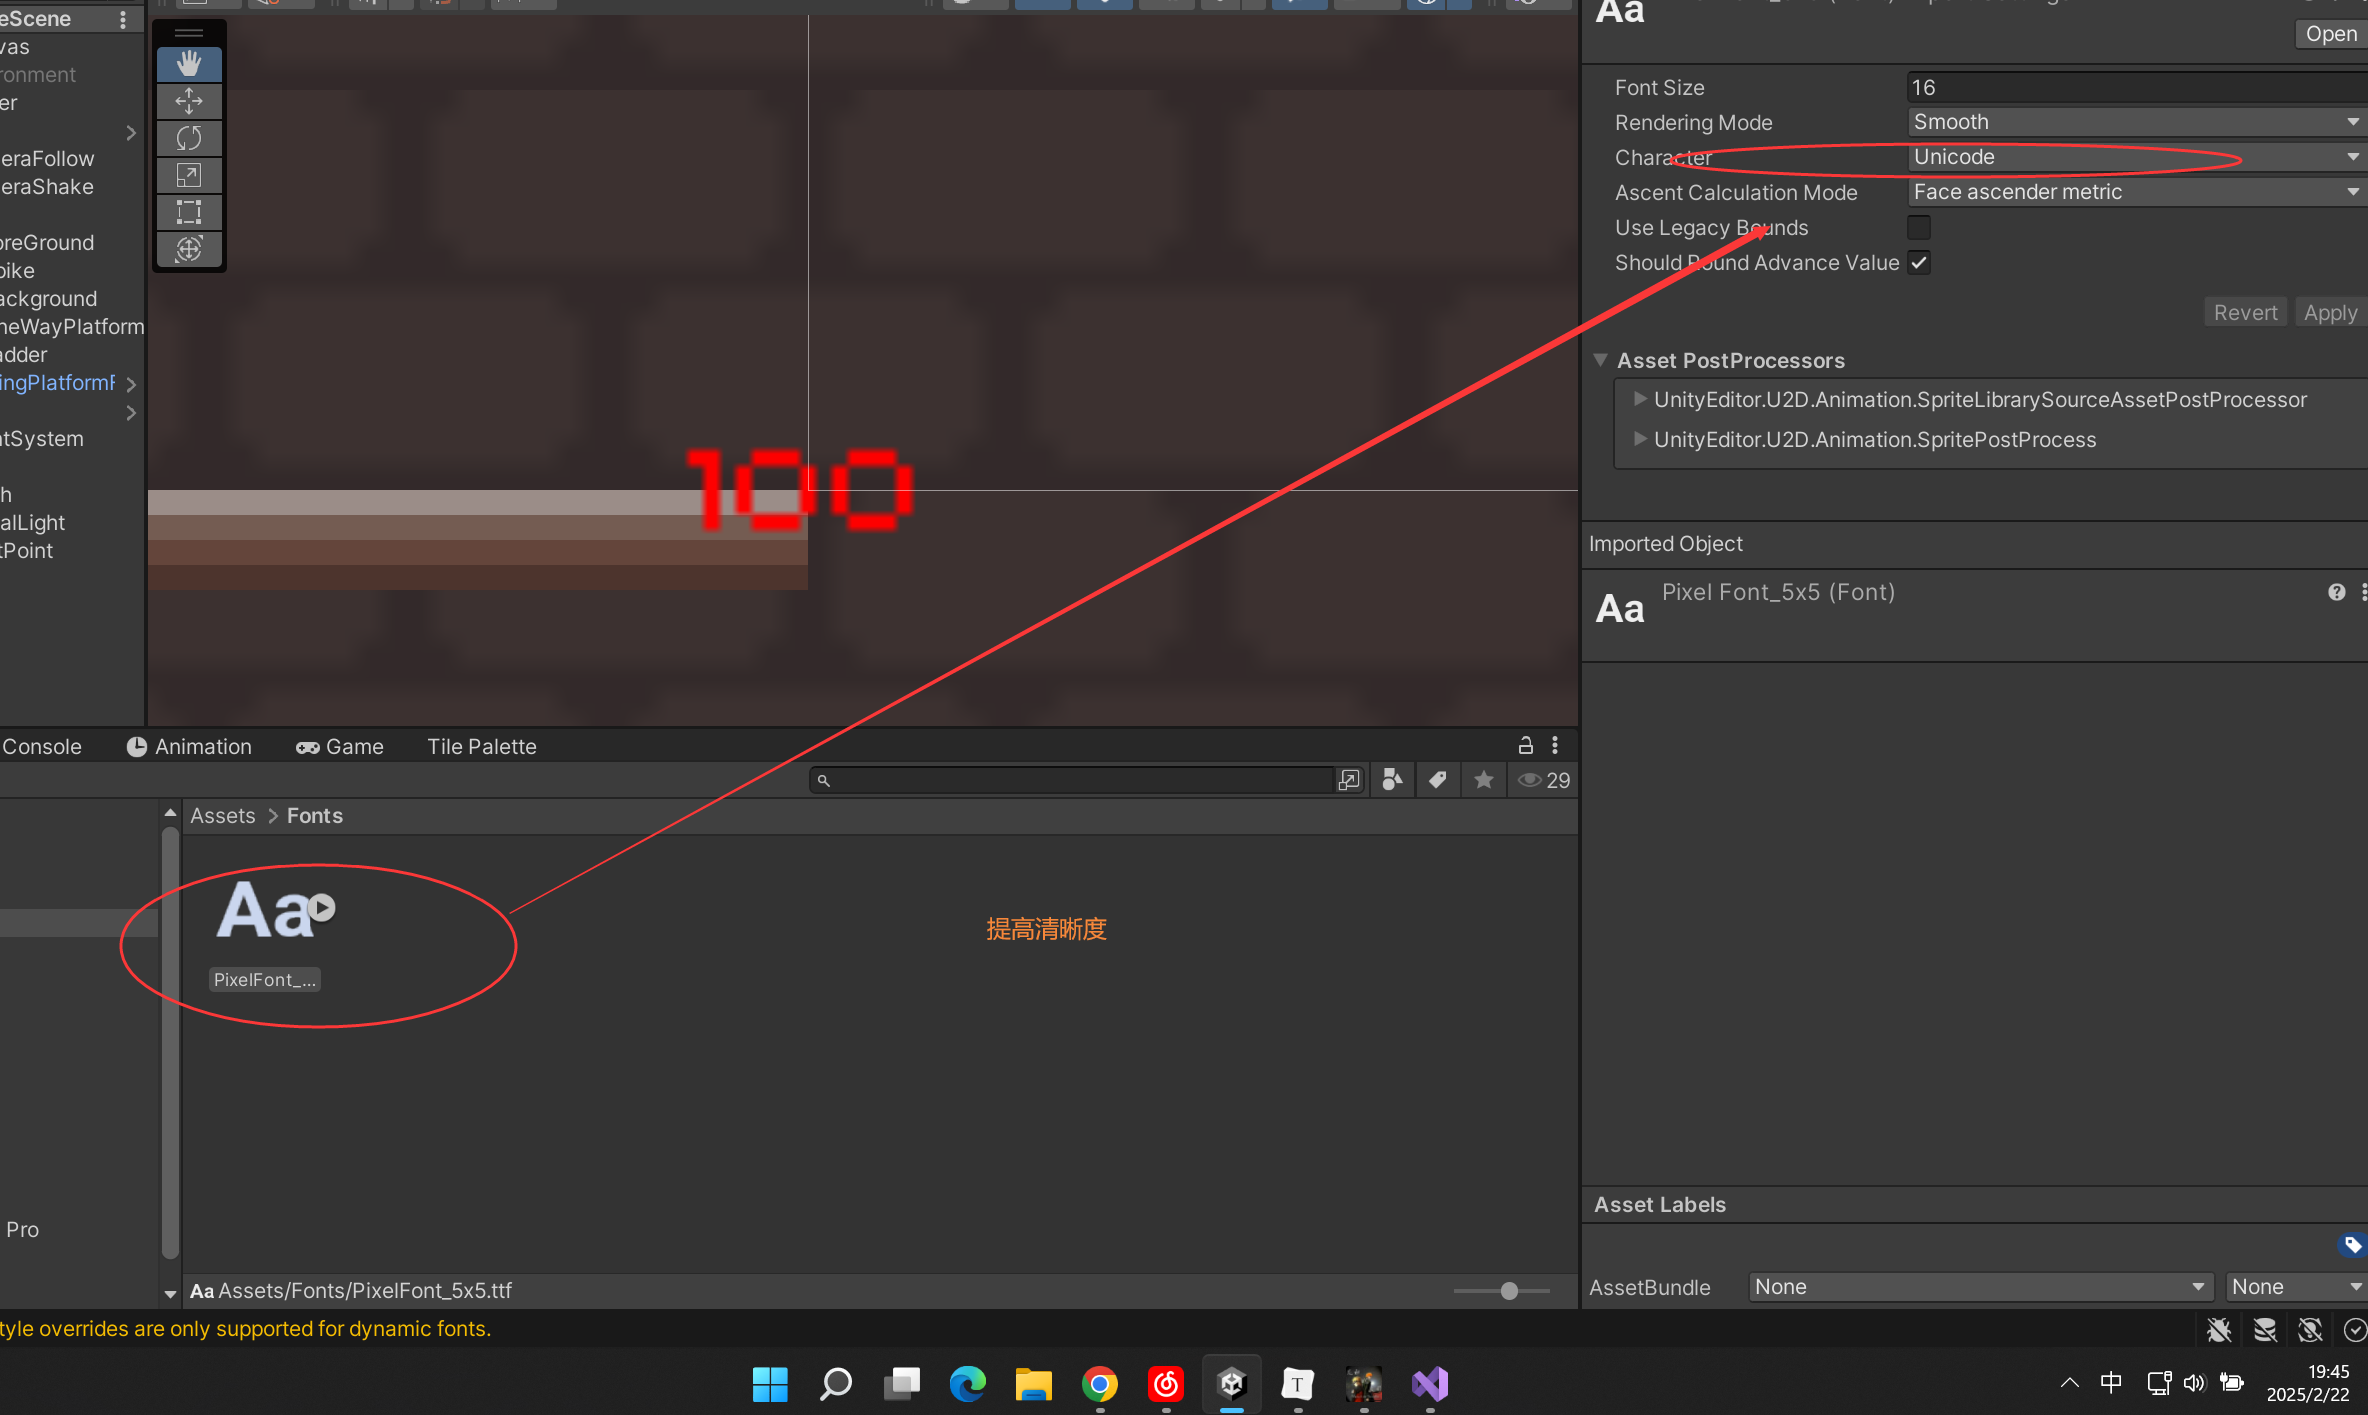 eScene
vas
ronment
er
eraFollow
eraShake
oreGround
oike
ackground
neWayPlatform
adder
ingPlatformF
ntSystem
h
alLight
tPoint
100
Aa
Open
Font Size
16
Rendering Mode
Smooth
Character
Unicode
Ascent Calculation Mode
Face ascender metric
Use Legacy Bounds
Should Round Advance Value
Revert
Apply
Asset PostProcessors
UnityEditor.U2D.Animation.SpriteLibrarySourceAssetPostProcessor
UnityEditor.U2D.Animation.SpritePostProcess
Imported Object
Aa
Pixel Font_5x5 (Font)
Console
Animation
Game
Tile Palette
29
Assets > Fonts
Aa
PixelFont_...
提高清晰度
Pro
Aa Assets/Fonts/PixelFont_5x5.ttf
Asset Labels
AssetBundle
None
None
tyle overrides are only supported for dynamic fonts.
T
中
19:45
2025/2/22